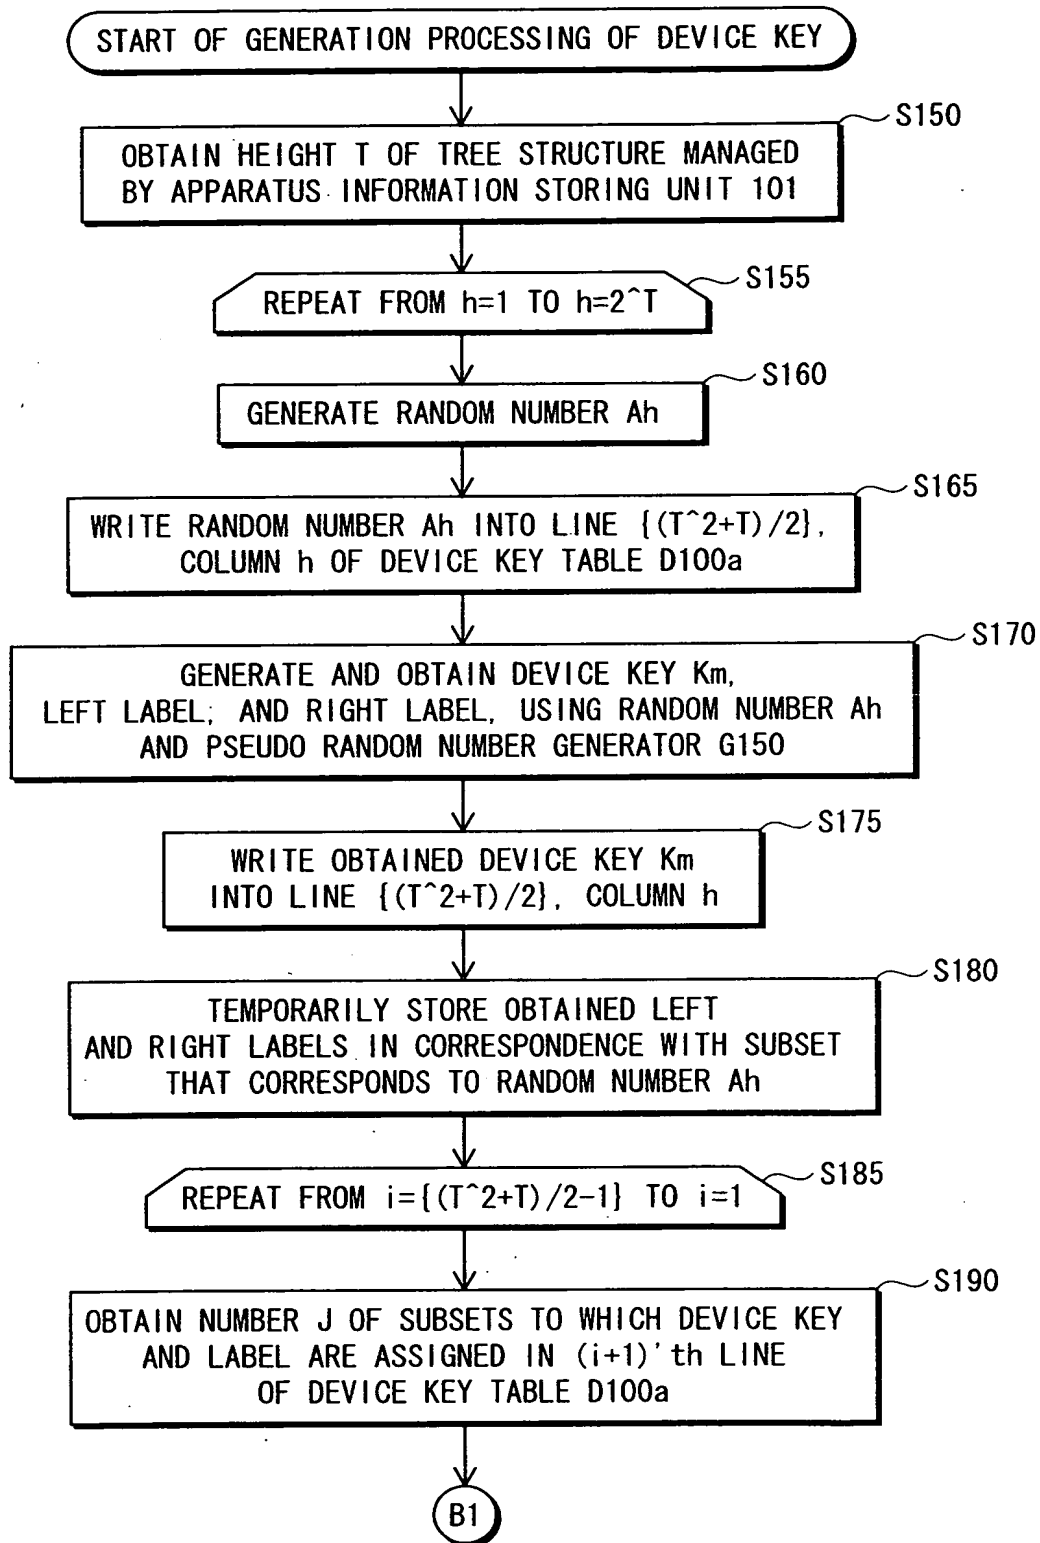 START OF GENERATION PROCESSING OF DEVICE KEY
S150
OBTAIN HEIGHT T OF TREE STRUCTURE MANAGED
BY APPARATUS INFORMATION STORING UNIT 101
S155
REPEAT FROM h=1 TO h=2^T
S160
GENERATE RANDOM NUMBER Ah
S165
WRITE RANDOM NUMBER Ah INTO LINE {(T^2+T)/2},
COLUMN h OF DEVICE KEY TABLE D100a
S170
GENERATE AND OBTAIN DEVICE KEY Km,
LEFT LABEL; AND RIGHT LABEL, USING RANDOM NUMBER Ah
AND PSEUDO RANDOM NUMBER GENERATOR G150
S175
WRITE OBTAINED DEVICE KEY Km
INTO LINE {(T^2+T)/2}, COLUMN h
S180
TEMPORARILY STORE OBTAINED LEFT
AND RIGHT LABELS IN CORRESPONDENCE WITH SUBSET
THAT CORRESPONDS TO RANDOM NUMBER Ah
S185
REPEAT FROM i={(T^2+T)/2-1} TO i=1
S190
OBTAIN NUMBER J OF SUBSETS TO WHICH DEVICE KEY
AND LABEL ARE ASSIGNED IN (i+1)'th LINE
OF DEVICE KEY TABLE D100a
B1